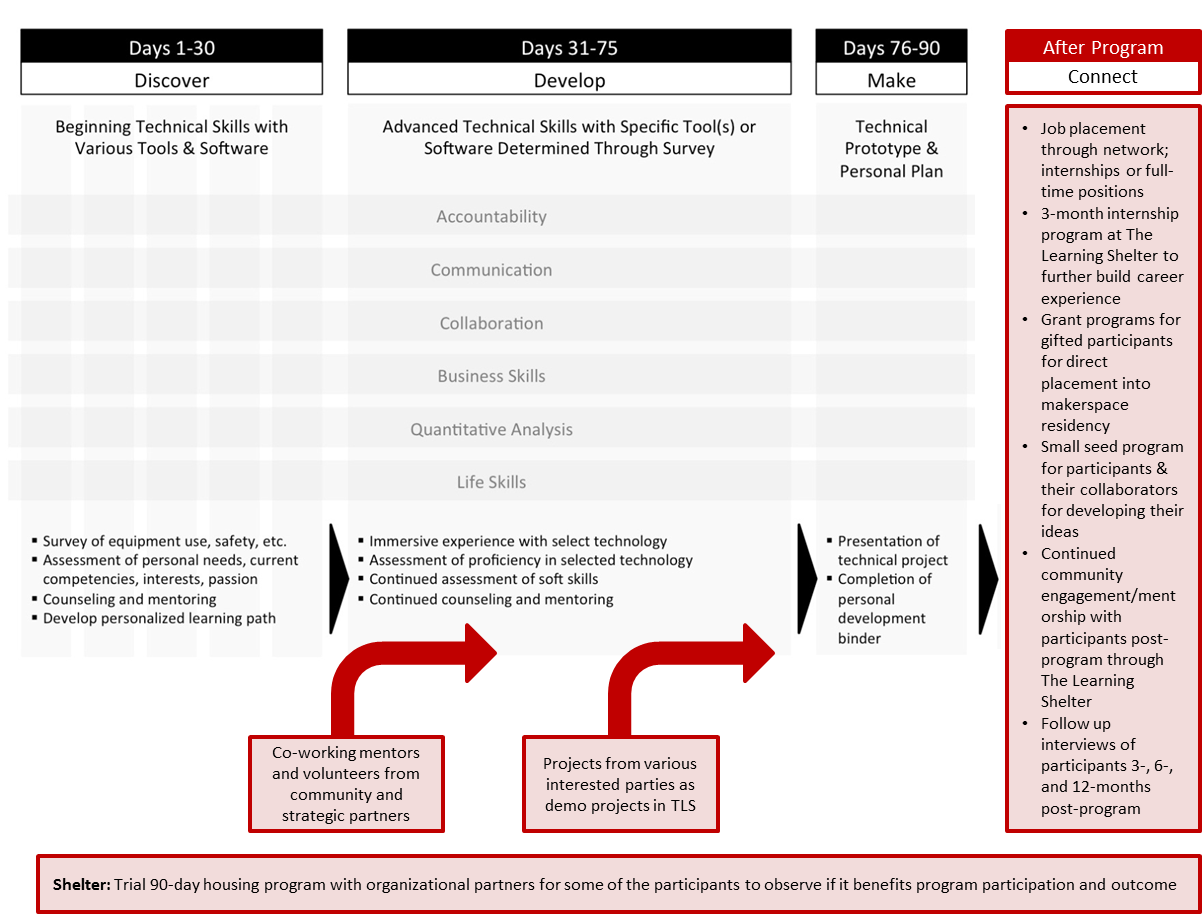 Days 1-30
Discover
Beginning Technical Skills with
Various Tools & Software
Days 31-75
Develop
Advanced Technical Skills with Specific Tool(s) or
Software Determined Through Survey
Days 76-90
Make
Technical
Prototype &
Personal Plan
Accountability
Communication
Collaboration
Business Skills
Quantitative Analysis
Life Skills
▪ Survey of equipment use, safety, etc.
▪ Assessment of personal needs, current
competencies, interests, passion
▪ Counseling and mentoring
▪ Develop personalized learning path
▪ Immersive experience with select technology
▪ Assessment of proficiency in selected technology
▪ Continued assessment of soft skills
▪ Continued counseling and mentoring
▪ Presentation of
technical project
▪ Completion of
personal
development
binder
Co-working mentors
and volunteers from
community and
strategic partners
Projects from various
interested parties as
demo projects in TLS
After Program
Connect
• Job placement
through network;
internships or full-
time positions
• 3-month internship
program at The
Learning Shelter to
further build career
experience
• Grant programs for
gifted participants
for direct
placement into
makerspace
residency
• Small seed program
for participants &
their collaborators
for developing their
ideas
• Continued
community
engagement/ment
orship with
participants post-
program through
The Learning
Shelter
• Follow up
interviews of
participants 3-, 6-,
and 12-months
post-program
Shelter: Trial 90-day housing program with organizational partners for some of the participants to observe if it benefits program participation and outcome